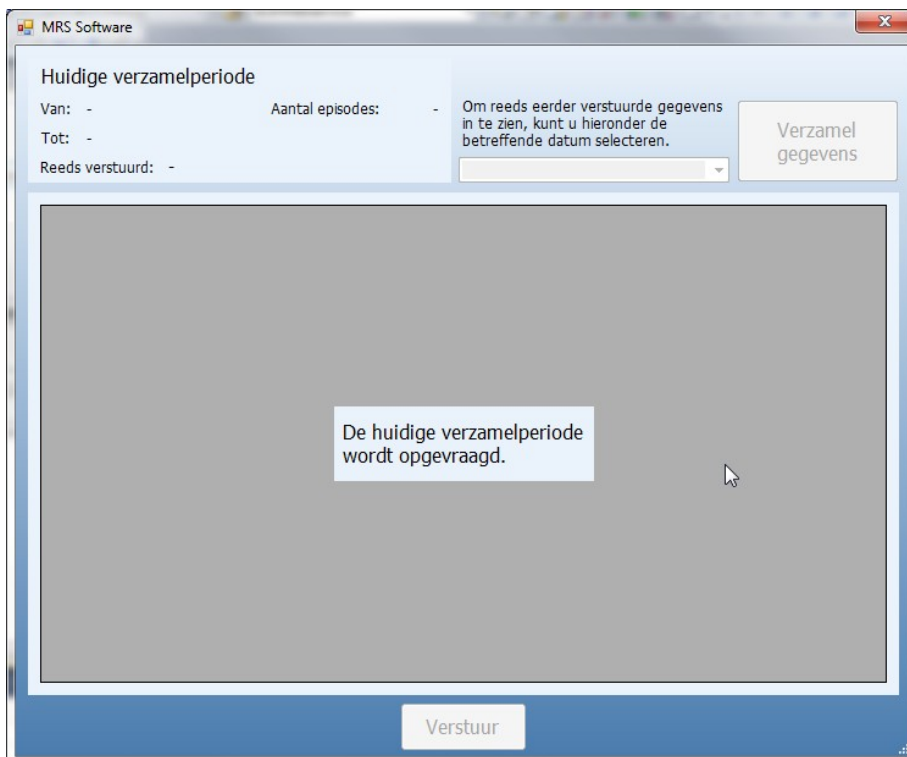 MRS Software
Huidige verzamelperiode
Van: -
Aantal episodes: -
Tot: -
Reeds verstuurd: -
Om reeds eerder verstuurde gegevens
in te zien, kunt u hieronder de
betreffende datum selecteren.
Verzamel
gegevens
De huidige verzamelperiode
wordt opgevraagd.
Verstuur